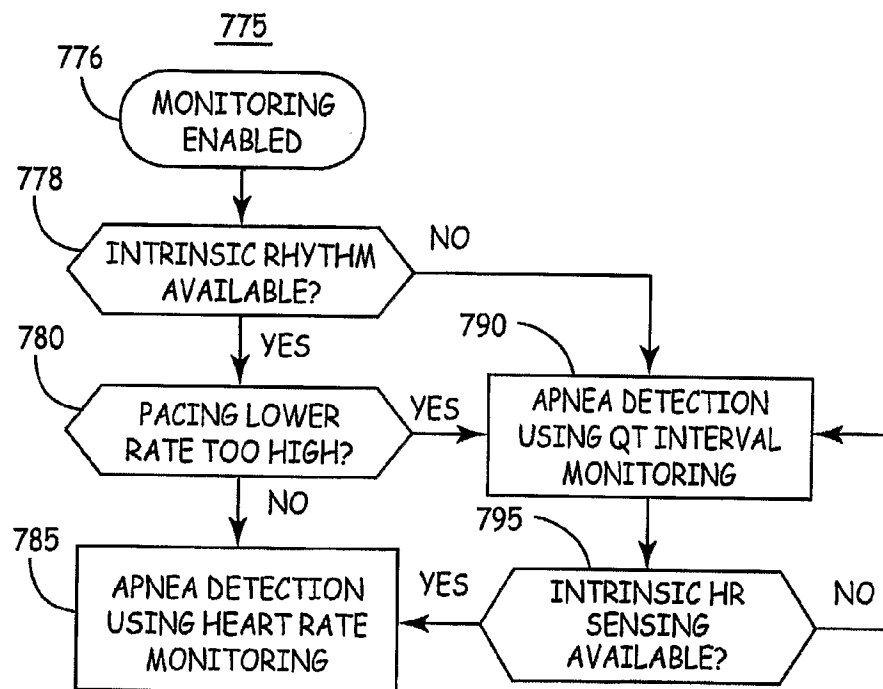 775
776
MONITORING
ENABLED
778
INTRINSIC RHYTHM
AVAILABLE?
NO
YES
780
PACING LOWER
RATE TOO HIGH?
YES
790
APNEA DETECTION
USING QT INTERVAL
MONITORING
NO
785
APNEA DETECTION
USING HEART RATE
MONITORING
YES
795
INTRINSIC HR
SENSING
AVAILABLE?
NO